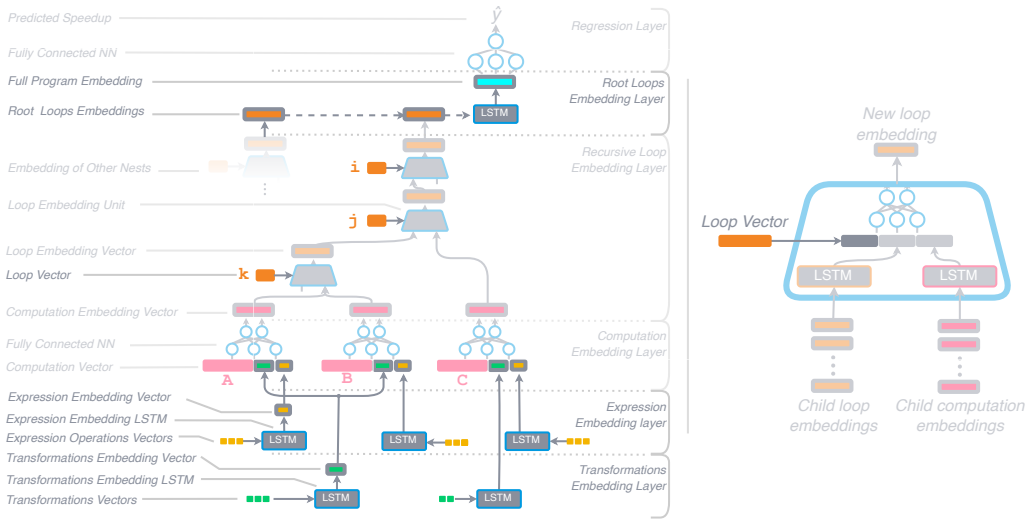 Predicted Speedup
ŷ
Regression Layer
Fully Connected NN
Full Program Embedding
Root Loops
Embedding Layer
Root Loops Embeddings
LSTM
Recursive Loop
Embedding Layer
Embedding of Other Nests
i
Loop Embedding Unit
j
Loop Embedding Vector
Loop Vector
k
Computation Embedding Vector
Computation
Embedding Layer
Fully Connected NN
Computation Vector
A
B
C
Expression Embedding Vector
Expression
Embedding layer
Expression Embedding LSTM
Expression Operations Vectors
LSTM
LSTM
LSTM
Transformations Embedding Vector
Transformations
Embedding Layer
Transformations Embedding LSTM
Transformations Vectors
LSTM
LSTM
New loop
embedding
Loop Vector
LSTM
LSTM
Child loop
embeddings
Child computation
embeddings